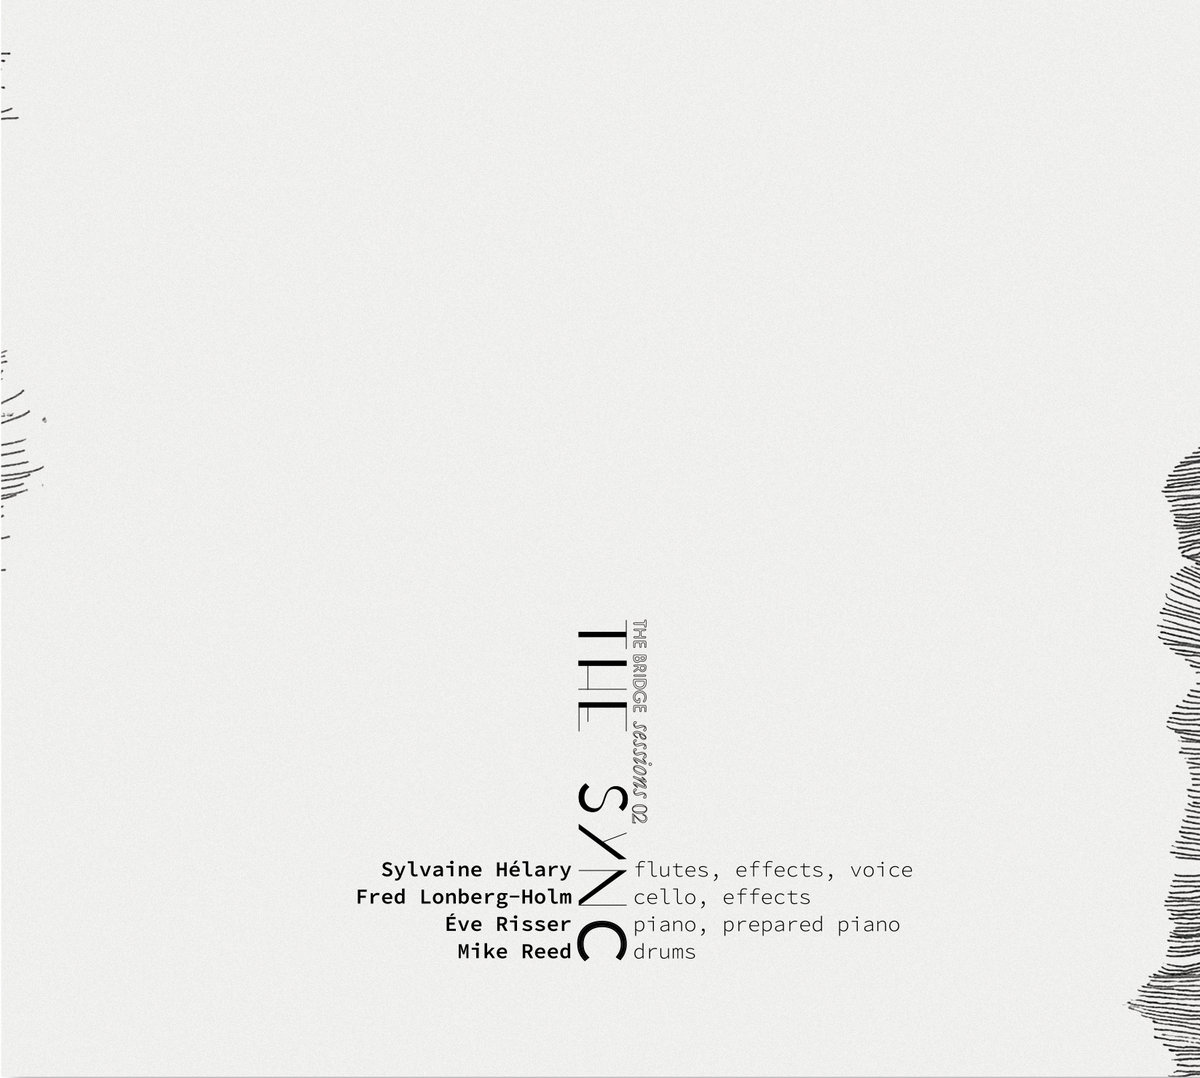 THE BRIDGE sessions 02
THE SYNC
Sylvaine Hélary flutes, effects, voice
Fred Lonberg-Holm cello, effects
Éve Risser piano, prepared piano
Mike Reed drums